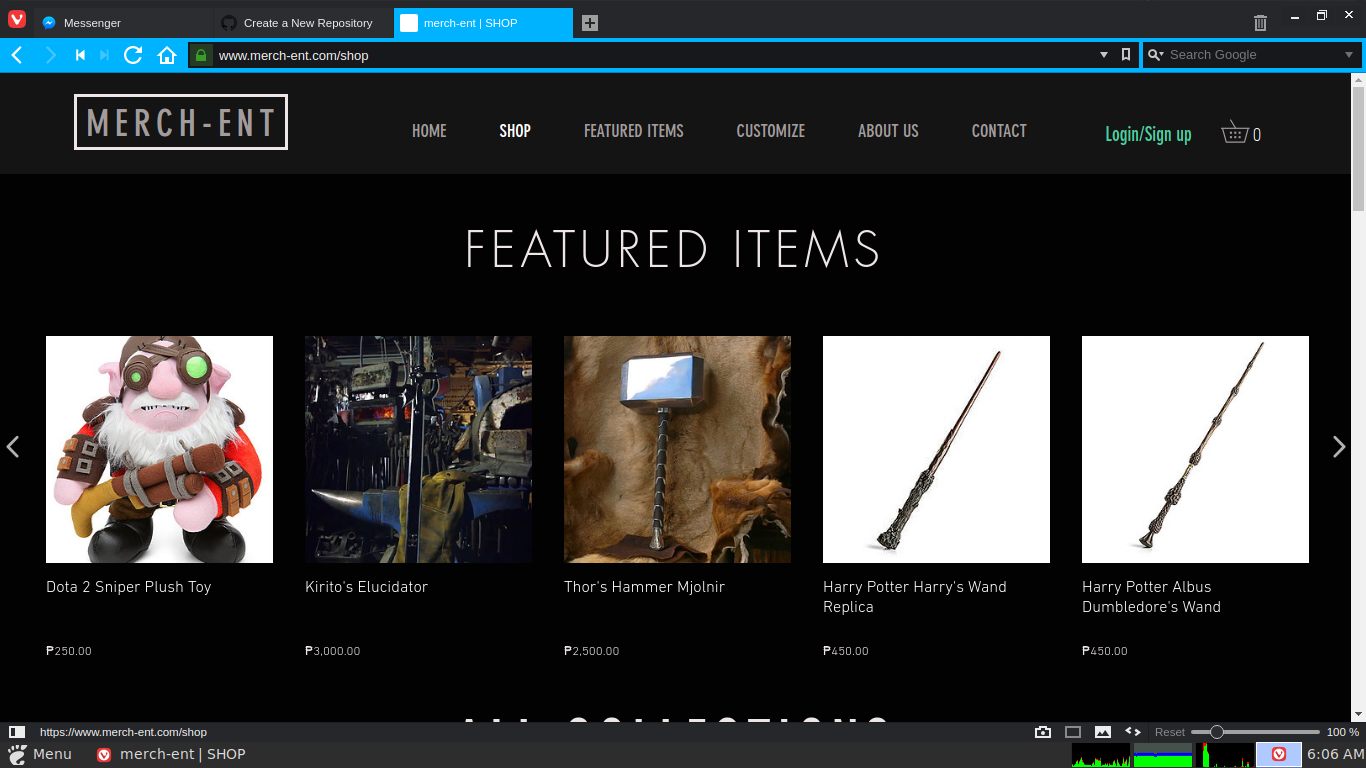 Messenger
Create a New Repository
merch-ent | SHOP
www.merch-ent.com/shop
Search Google
MERCH-ENT
HOME
SHOP
FEATURED ITEMS
CUSTOMIZE
ABOUT US
CONTACT
Login/Sign up
0
FEATURED ITEMS
Dota 2 Sniper Plush Toy
Kirito's Elucidator
Thor's Hammer Mjolnir
Harry Potter Harry's Wand
Replica
Harry Potter Albus
Dumbledore's Wand
₱250.00
₱3,000.00
₱2,500.00
₱450.00
₱450.00
ALL COLLECTIONS
https://www.merch-ent.com/shop
Reset
100 %
Menu
merch-ent | SHOP
6:06 AM